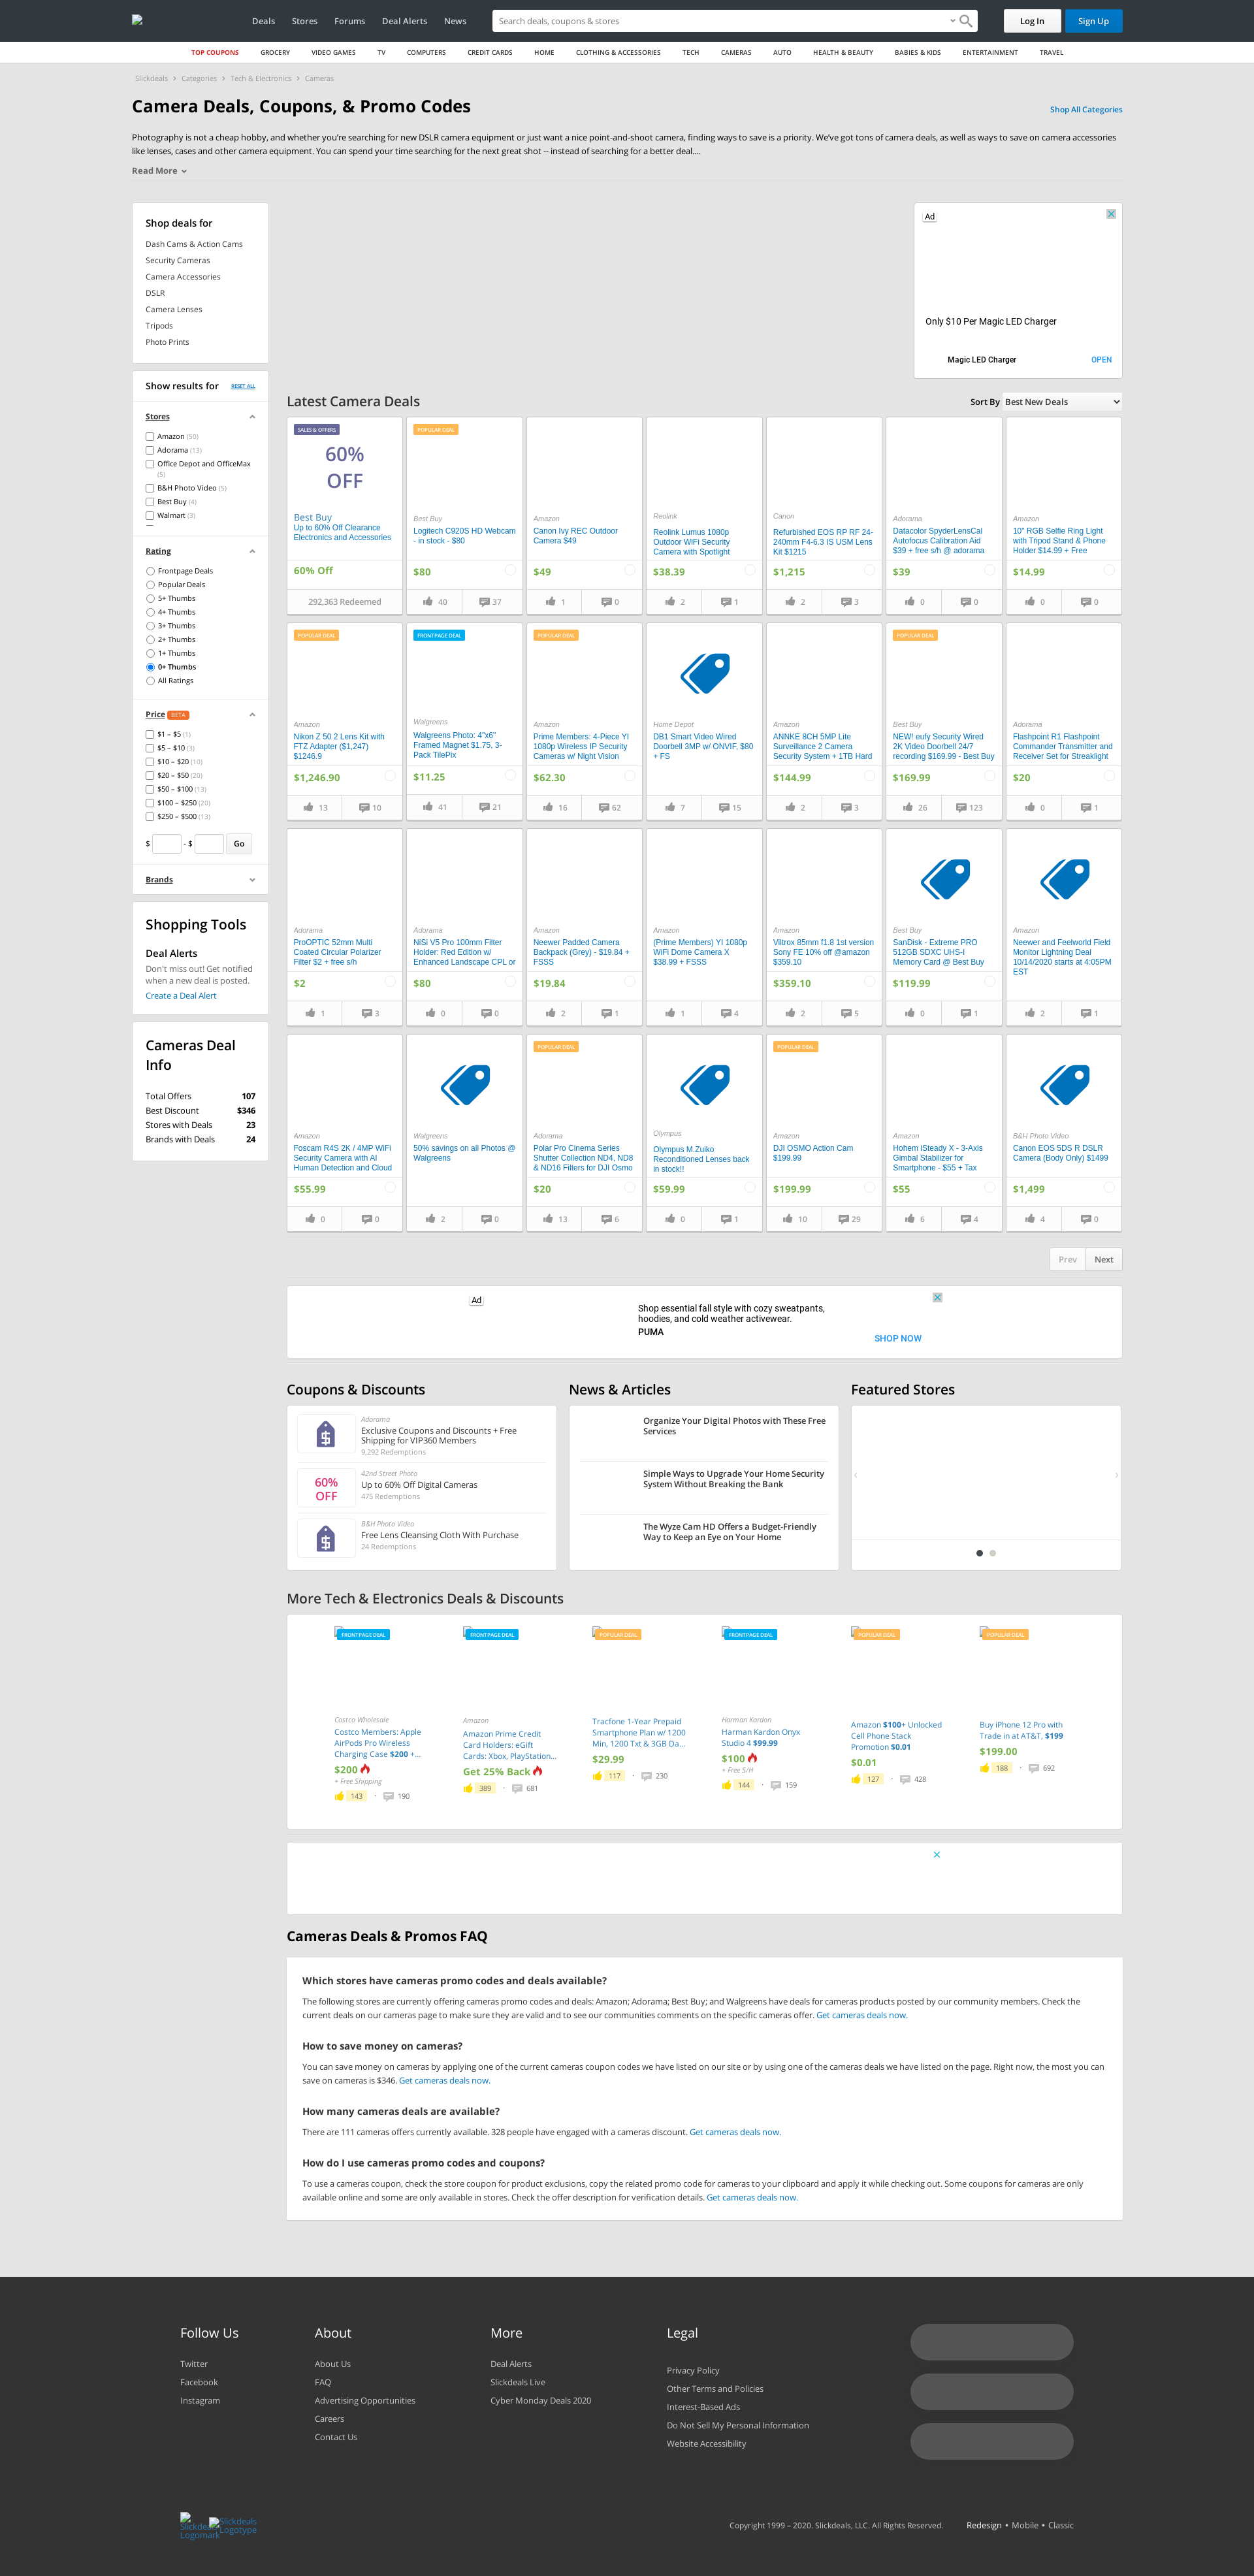 Deals Stores Forums Deal Alerts News
Search deals, coupons & stores
Log In
Sign Up
TOP COUPONS GROCERY VIDEO GAMES TV COMPUTERS CREDIT CARDS HOME CLOTHING & ACCESSORIES TECH CAMERAS AUTO HEALTH & BEAUTY BABIES & KIDS ENTERTAINMENT TRAVEL
Slickdeals > Categories > Tech & Electronics > Cameras
Camera Deals, Coupons, & Promo Codes
Shop All Categories
Photography is not a cheap hobby, and whether you’re searching for new DSLR camera equipment or just want a nice point-and-shoot camera, finding ways to save is a priority. We’ve got tons of camera deals, as well as ways to save on camera accessories
like lenses, cases and other camera equipment. You can spend your time searching for the next great shot -- instead of searching for a better deal....
Read More
Shop deals for
Dash Cams & Action Cams
Security Cameras
Camera Accessories
DSLR
Camera Lenses
Tripods
Photo Prints
Show results for RESET ALL
Stores
Amazon (50)
Adorama (13)
Office Depot and OfficeMax
(5)
B&H Photo Video (5)
Best Buy (4)
Walmart (3)
Rating
Frontpage Deals
Popular Deals
5+ Thumbs
4+ Thumbs
3+ Thumbs
2+ Thumbs
1+ Thumbs
0+ Thumbs
All Ratings
Price BETA
$1 – $5 (1)
$5 – $10 (3)
$10 – $20 (10)
$20 – $50 (20)
$50 – $100 (13)
$100 – $250 (20)
$250 – $500 (13)
$ - $ Go
Brands
Shopping Tools
Deal Alerts
Don't miss out! Get notified
when a new deal is posted.
Create a Deal Alert
Cameras Deal
Info
Total Offers 107
Best Discount $346
Stores with Deals 23
Brands with Deals 24
Ad
Only $10 Per Magic LED Charger
Magic LED Charger OPEN
Latest Camera Deals
Sort By Best New Deals
SALES & OFFERS
60%
OFF
Best Buy
Up to 60% Off Clearance
Electronics and Accessories
60% Off
292,363 Redeemed
POPULAR DEAL
Best Buy
Logitech C920S HD Webcam
- in stock - $80
$80
40 37
Amazon
Canon Ivy REC Outdoor
Camera $49
$49
1 0
Reolink
Reolink Lumus 1080p
Outdoor WiFi Security
Camera with Spotlight
$38.39
2 1
Canon
Refurbished EOS RP RF 24-
240mm F4-6.3 IS USM Lens
Kit $1215
$1,215
2 3
Adorama
Datacolor SpyderLensCal
Autofocus Calibration Aid
$39 + free s/h @ adorama
$39
0 0
Amazon
10" RGB Selfie Ring Light
with Tripod Stand & Phone
Holder $14.99 + Free
$14.99
0 0
POPULAR DEAL
Amazon
Nikon Z 50 2 Lens Kit with
FTZ Adapter ($1,247)
$1246.9
$1,246.90
13 10
FRONTPAGE DEAL
Walgreens
Walgreens Photo: 4"x6"
Framed Magnet $1.75, 3-
Pack TilePix
$11.25
41 21
POPULAR DEAL
Amazon
Prime Members: 4-Piece YI
1080p Wireless IP Security
Cameras w/ Night Vision
$62.30
16 62
Home Depot
DB1 Smart Video Wired
Doorbell 3MP w/ ONVIF, $80
+ FS
7 15
Amazon
ANNKE 8CH 5MP Lite
Surveillance 2 Camera
Security System + 1TB Hard
$144.99
2 3
POPULAR DEAL
Best Buy
NEW! eufy Security Wired
2K Video Doorbell 24/7
recording $169.99 - Best Buy
$169.99
26 123
Adorama
Flashpoint R1 Flashpoint
Commander Transmitter and
Receiver Set for Streaklight
$20
0 1
Adorama
ProOPTIC 52mm Multi
Coated Circular Polarizer
Filter $2 + free s/h
$2
1 3
Adorama
NiSi V5 Pro 100mm Filter
Holder: Red Edition w/
Enhanced Landscape CPL or
$80
0 0
Amazon
Neewer Padded Camera
Backpack (Grey) - $19.84 +
FSSS
$19.84
2 1
Amazon
(Prime Members) YI 1080p
WiFi Dome Camera X
$38.99 + FSSS
1 4
Amazon
Viltrox 85mm f1.8 1st version
Sony FE 10% off @amazon
$359.10
$359.10
2 5
Best Buy
SanDisk - Extreme PRO
512GB SDXC UHS-I
Memory Card @ Best Buy
$119.99
0 1
Amazon
Neewer and Feelworld Field
Monitor Lightning Deal
10/14/2020 starts at 4:05PM
EST
2 1
Amazon
Foscam R4S 2K / 4MP WiFi
Security Camera with AI
Human Detection and Cloud
$55.99
0 0
Walgreens
50% savings on all Photos @
Walgreens
2 0
POPULAR DEAL
Adorama
Polar Pro Cinema Series
Shutter Collection ND4, ND8
& ND16 Filters for DJI Osmo
$20
13 6
Olympus
Olympus M.Zuiko
Reconditioned Lenses back
in stock!!
$59.99
0 1
POPULAR DEAL
Amazon
DJI OSMO Action Cam
$199.99
$199.99
10 29
Amazon
Hohem iSteady X - 3-Axis
Gimbal Stabilizer for
Smartphone - $55 + Tax
$55
6 4
B&H Photo Video
Canon EOS 5DS R DSLR
Camera (Body Only) $1499
$1,499
4 0
Prev Next
Ad
Shop essential fall style with cozy sweatpants,
hoodies, and cold weather activewear.
PUMA
SHOP NOW
Coupons & Discounts
Adorama
Exclusive Coupons and Discounts + Free
Shipping for VIP360 Members
9,292 Redemptions
60%
OFF
42nd Street Photo
Up to 60% Off Digital Cameras
475 Redemptions
B&H Photo Video
Free Lens Cleansing Cloth With Purchase
24 Redemptions
News & Articles
Organize Your Digital Photos with These Free
Services
Simple Ways to Upgrade Your Home Security
System Without Breaking the Bank
The Wyze Cam HD Offers a Budget-Friendly
Way to Keep an Eye on Your Home
Featured Stores
More Tech & Electronics Deals & Discounts
FRONTPAGE DEAL
Costco Wholesale
Costco Members: Apple
AirPods Pro Wireless
Charging Case $200 +...
$200
+ Free Shipping
143 · 190
FRONTPAGE DEAL
Amazon
Amazon Prime Credit
Card Holders: eGift
Cards: Xbox, PlayStation...
Get 25% Back
389 · 681
POPULAR DEAL
Tracfone 1-Year Prepaid
Smartphone Plan w/ 1200
Min, 1200 Txt & 3GB Da...
$29.99
117 · 230
FRONTPAGE DEAL
Harman Kardon
Harman Kardon Onyx
Studio 4 $99.99
$100
+ Free S/H
144 · 159
POPULAR DEAL
Amazon $100+ Unlocked
Cell Phone Stack
Promotion $0.01
$0.01
127 · 428
POPULAR DEAL
Buy iPhone 12 Pro with
Trade in at AT&T, $199
$199.00
188 · 692
Cameras Deals & Promos FAQ
Which stores have cameras promo codes and deals available?
The following stores are currently offering cameras promo codes and deals: Amazon; Adorama; Best Buy; and Walgreens have deals for cameras products posted by our community members. Check the
current deals on our cameras page to make sure they are valid and to see our communities comments on the specific cameras offer. Get cameras deals now.
How to save money on cameras?
You can save money on cameras by applying one of the current cameras coupon codes we have listed on our site or by using one of the cameras deals we have listed on the page. Right now, the most you can
save on cameras is $346. Get cameras deals now.
How many cameras deals are available?
There are 111 cameras offers currently available. 328 people have engaged with a cameras discount. Get cameras deals now.
How do I use cameras promo codes and coupons?
To use a cameras coupon, check the store coupon for product exclusions, copy the related promo code for cameras to your clipboard and apply it while checking out. Some coupons for cameras are only
available online and some are only available in stores. Check the offer description for verification details. Get cameras deals now.
Follow Us
Twitter
Facebook
Instagram
About
About Us
FAQ
Advertising Opportunities
Careers
Contact Us
More
Deal Alerts
Slickdeals Live
Cyber Monday Deals 2020
Legal
Privacy Policy
Other Terms and Policies
Interest-Based Ads
Do Not Sell My Personal Information
Website Accessibility
Slickdeals
Logomark
Slickdeals
Logotype
Copyright 1999 – 2020. Slickdeals, LLC. All Rights Reserved.
Redesign • Mobile • Classic